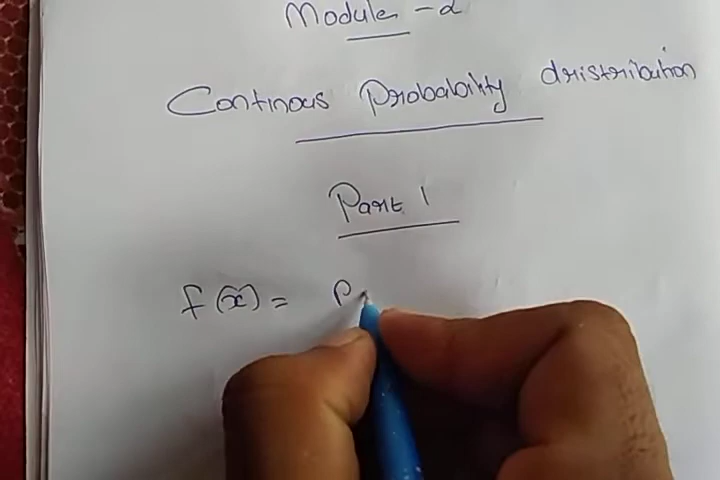 Module - 2
Continous Probability dristribution
Part 1
f(x) = P